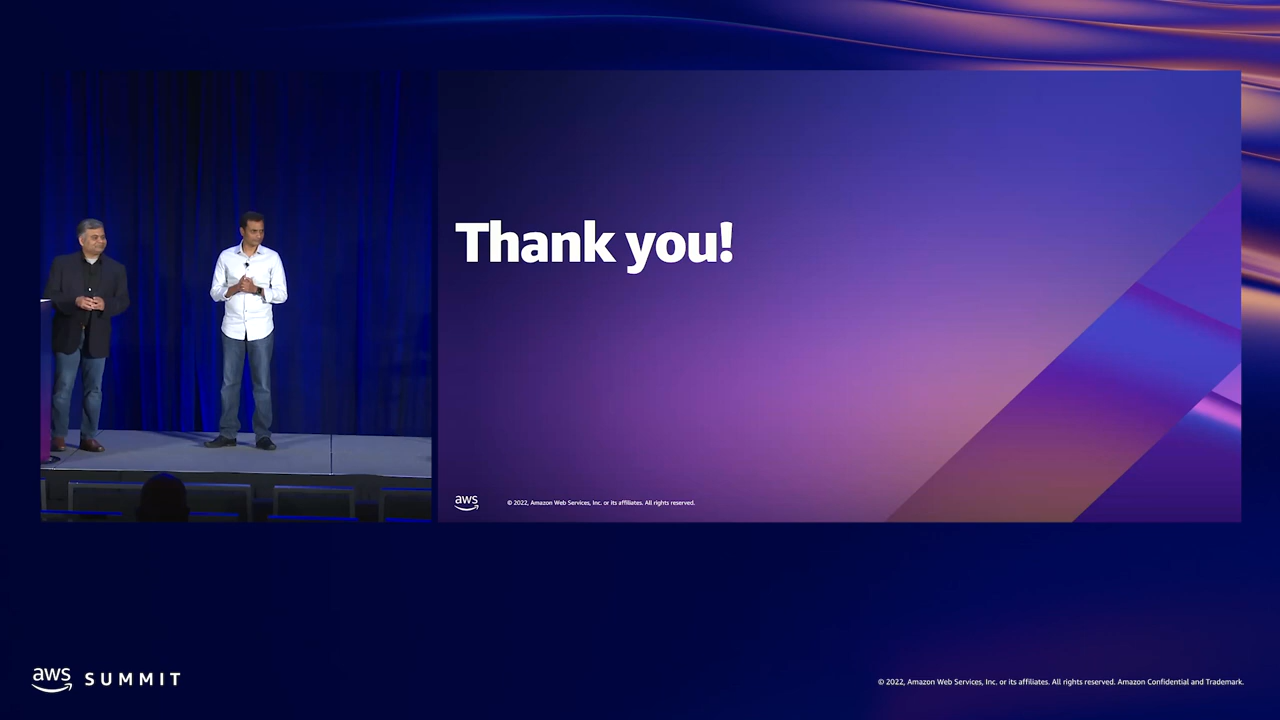 Thank you!
aws
© 2022, Amazon Web Services, Inc. or its affiliates. All rights reserved.
aws SUMMIT
© 2022, Amazon Web Services, Inc. or its affiliates. All rights reserved. Amazon Confidential and Trademark.